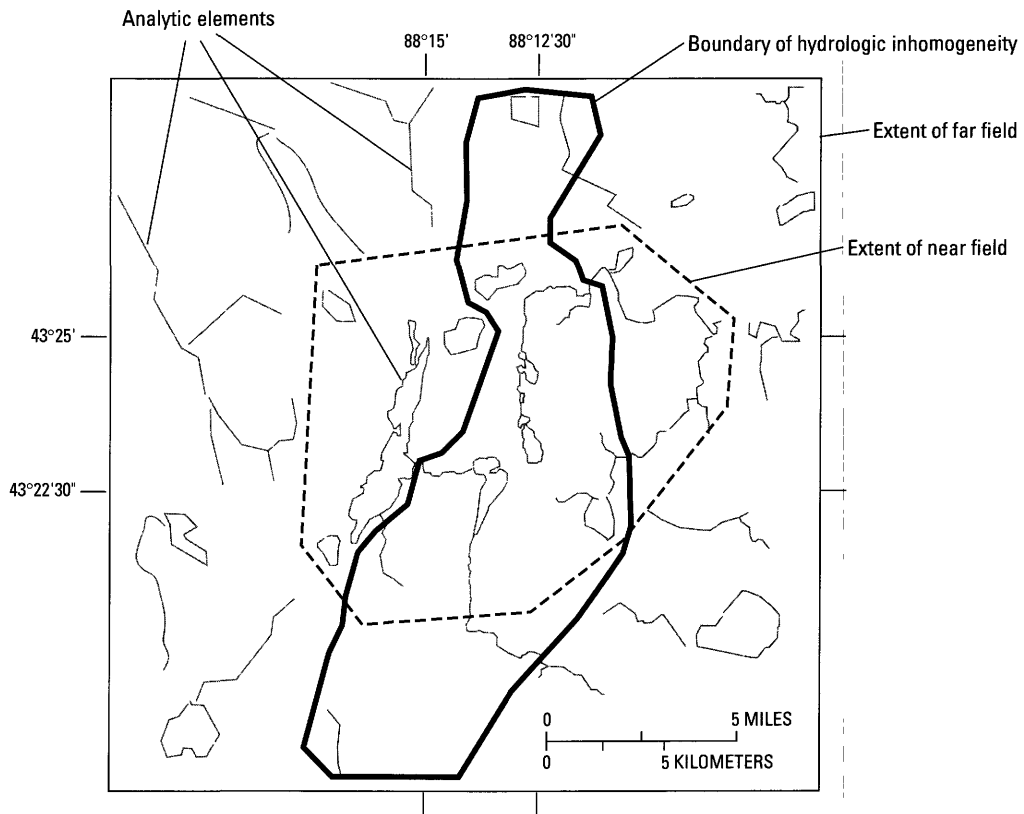 Analytic elements
88°15'
88°12'30"
Boundary of hydrologic inhomogeneity
Extent of far field
Extent of near field
43°25'
43°22'30"
0 5 MILES
0 5 KILOMETERS